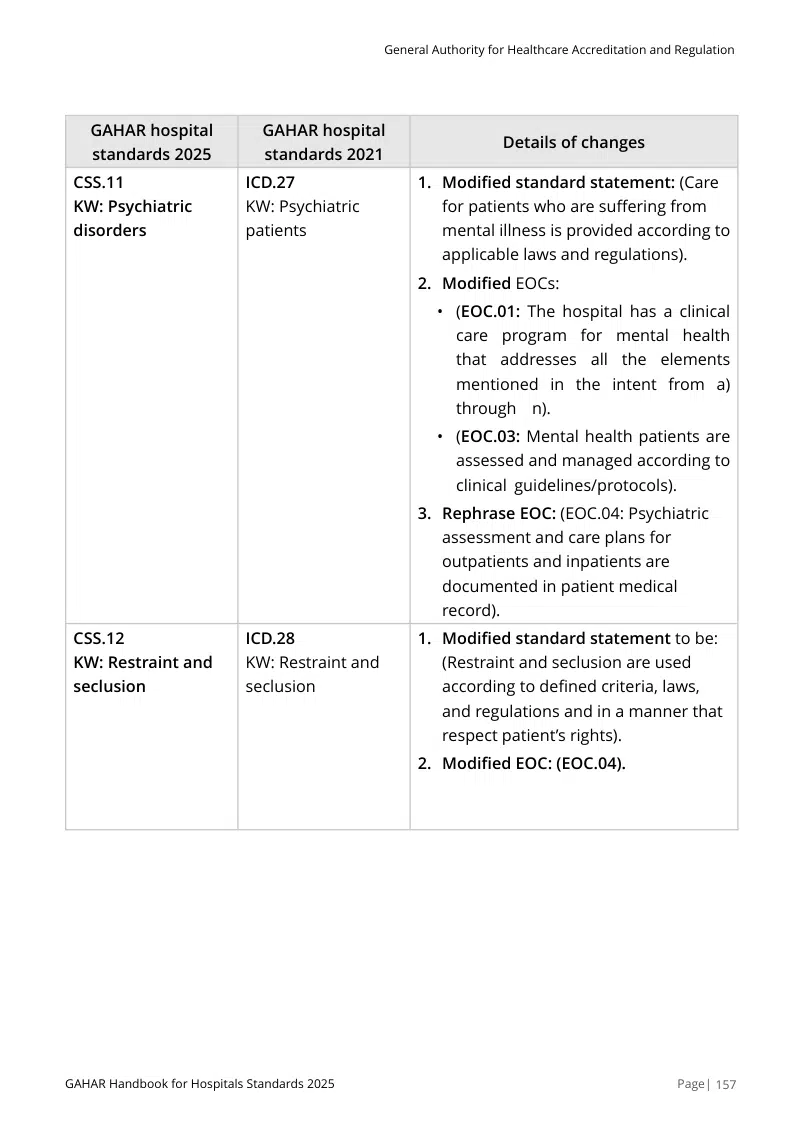 General Authority for Healthcare Accreditation and Regulation
GAHAR hospital
standards 2025
GAHAR hospital
standards 2021
Details of changes
CSS.11
KW: Psychiatric
disorders
ICD.27
KW: Psychiatric
patients
1. Modified standard statement: (Care
for patients who are suffering from
mental illness is provided according to
applicable laws and regulations).
2. Modified EOCs:
• (EOC.01: The hospital has a clinical
care program for mental health
that addresses all the elements
mentioned in the intent from a)
through n).
• (EOC.03: Mental health patients are
assessed and managed according to
clinical guidelines/protocols).
3. Rephrase EOC: (EOC.04: Psychiatric
assessment and care plans for
outpatients and inpatients are
documented in patient medical
record).
CSS.12
KW: Restraint and
seclusion
ICD.28
KW: Restraint and
seclusion
1. Modified standard statement to be:
(Restraint and seclusion are used
according to defined criteria, laws,
and regulations and in a manner that
respect patient’s rights).
2. Modified EOC: (EOC.04).
GAHAR Handbook for Hospitals Standards 2025
Page| 157